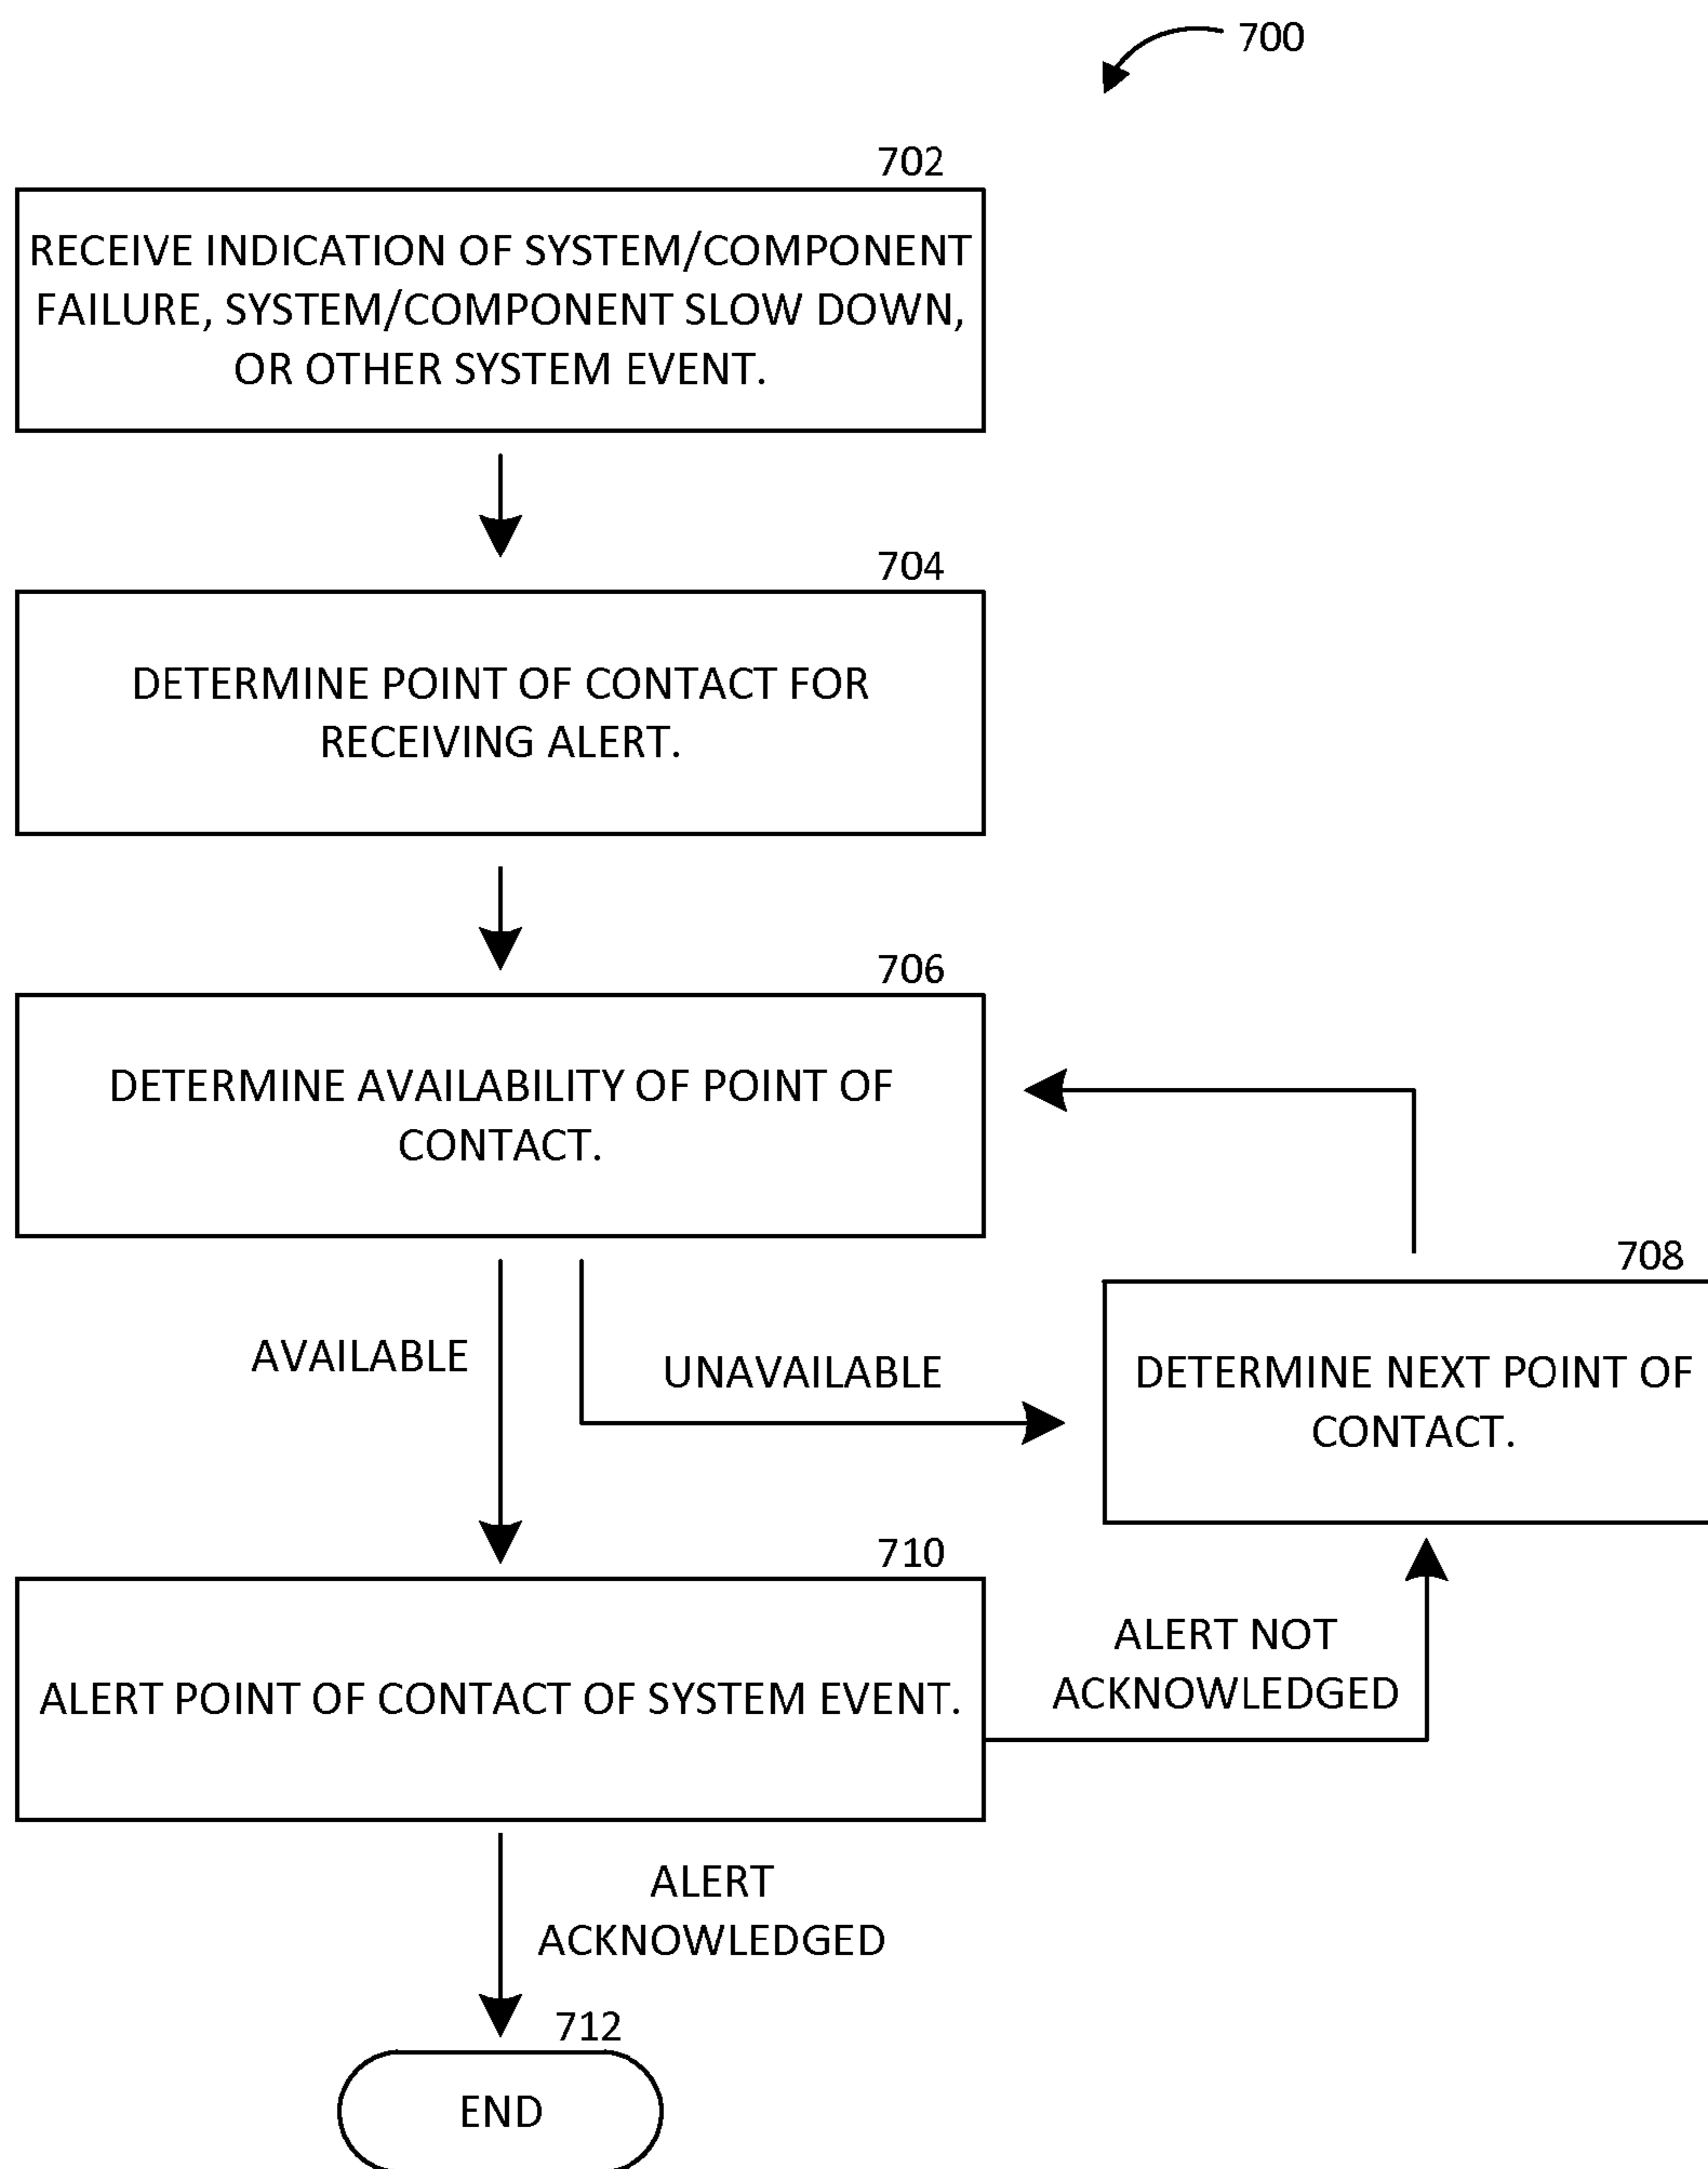 700
702
RECEIVE INDICATION OF SYSTEM/COMPONENT
FAILURE, SYSTEM/COMPONENT SLOW DOWN,
OR OTHER SYSTEM EVENT.
704
DETERMINE POINT OF CONTACT FOR
RECEIVING ALERT.
706
DETERMINE AVAILABILITY OF POINT OF
CONTACT.
AVAILABLE
UNAVAILABLE
708
DETERMINE NEXT POINT OF
CONTACT.
710
ALERT POINT OF CONTACT OF SYSTEM EVENT.
ALERT NOT
ACKNOWLEDGED
ALERT
ACKNOWLEDGED
712
END